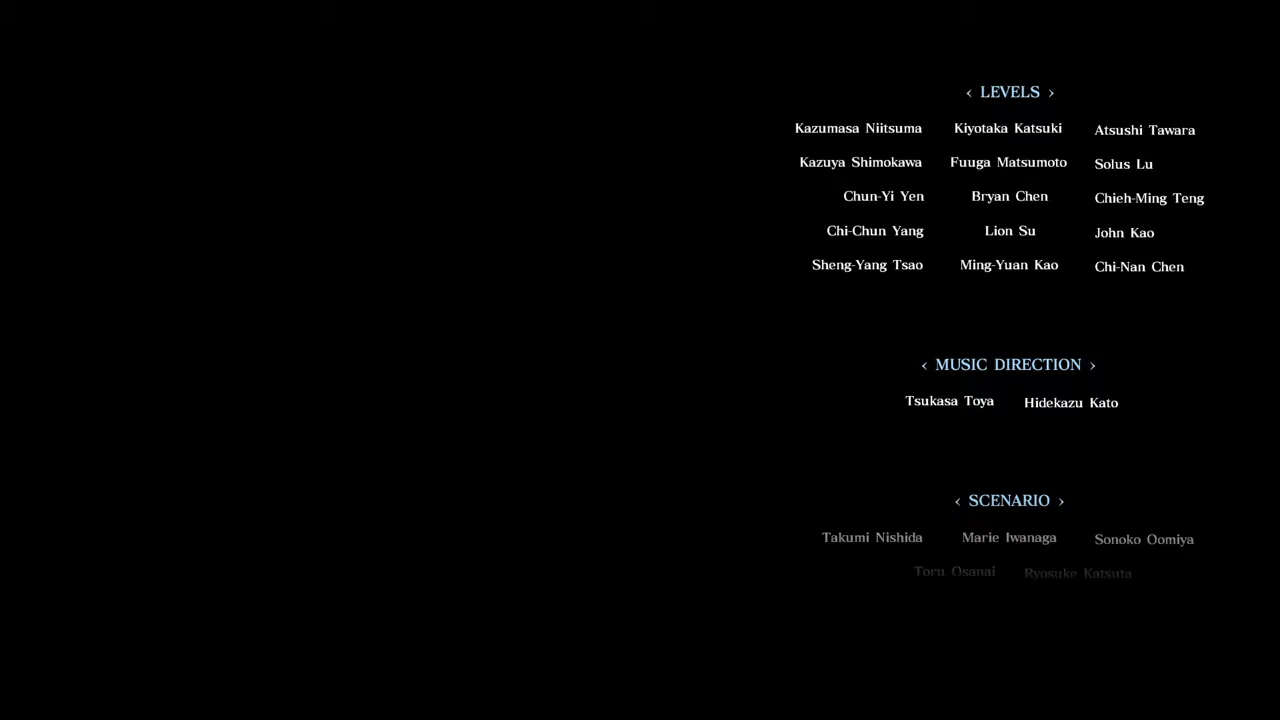 ‹ LEVELS ›
Kazumasa Niitsuma Kiyotaka Katsuki Atsushi Tawara
Kazuya Shimokawa Fuuga Matsumoto Solus Lu
Chun-Yi Yen Bryan Chen Chieh-Ming Teng
Chi-Chun Yang Lion Su John Kao
Sheng-Yang Tsao Ming-Yuan Kao Chi-Nan Chen
‹ MUSIC DIRECTION ›
Tsukasa Toya Hidekazu Kato
‹ SCENARIO ›
Takumi Nishida Marie Iwanaga Sonoko Oomiya
Toru Osanai Ryosuke Katsuta